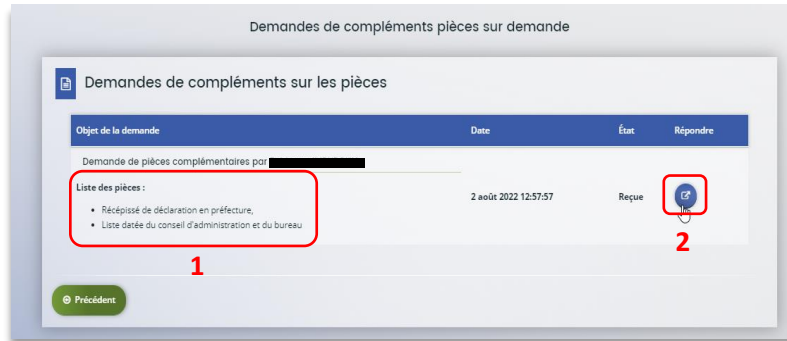 Demandes de compléments pièces sur demande
Demandes de compléments sur les pièces
Objet de la demande Date État Répondre
Demande de pièces complémentaires par
Liste des pièces :
2 août 2022 12:57:57 Reçue
Récépissé de déclaration en préfecture,
Liste datée du conseil d'administration et du bureau
1
2
Précédent